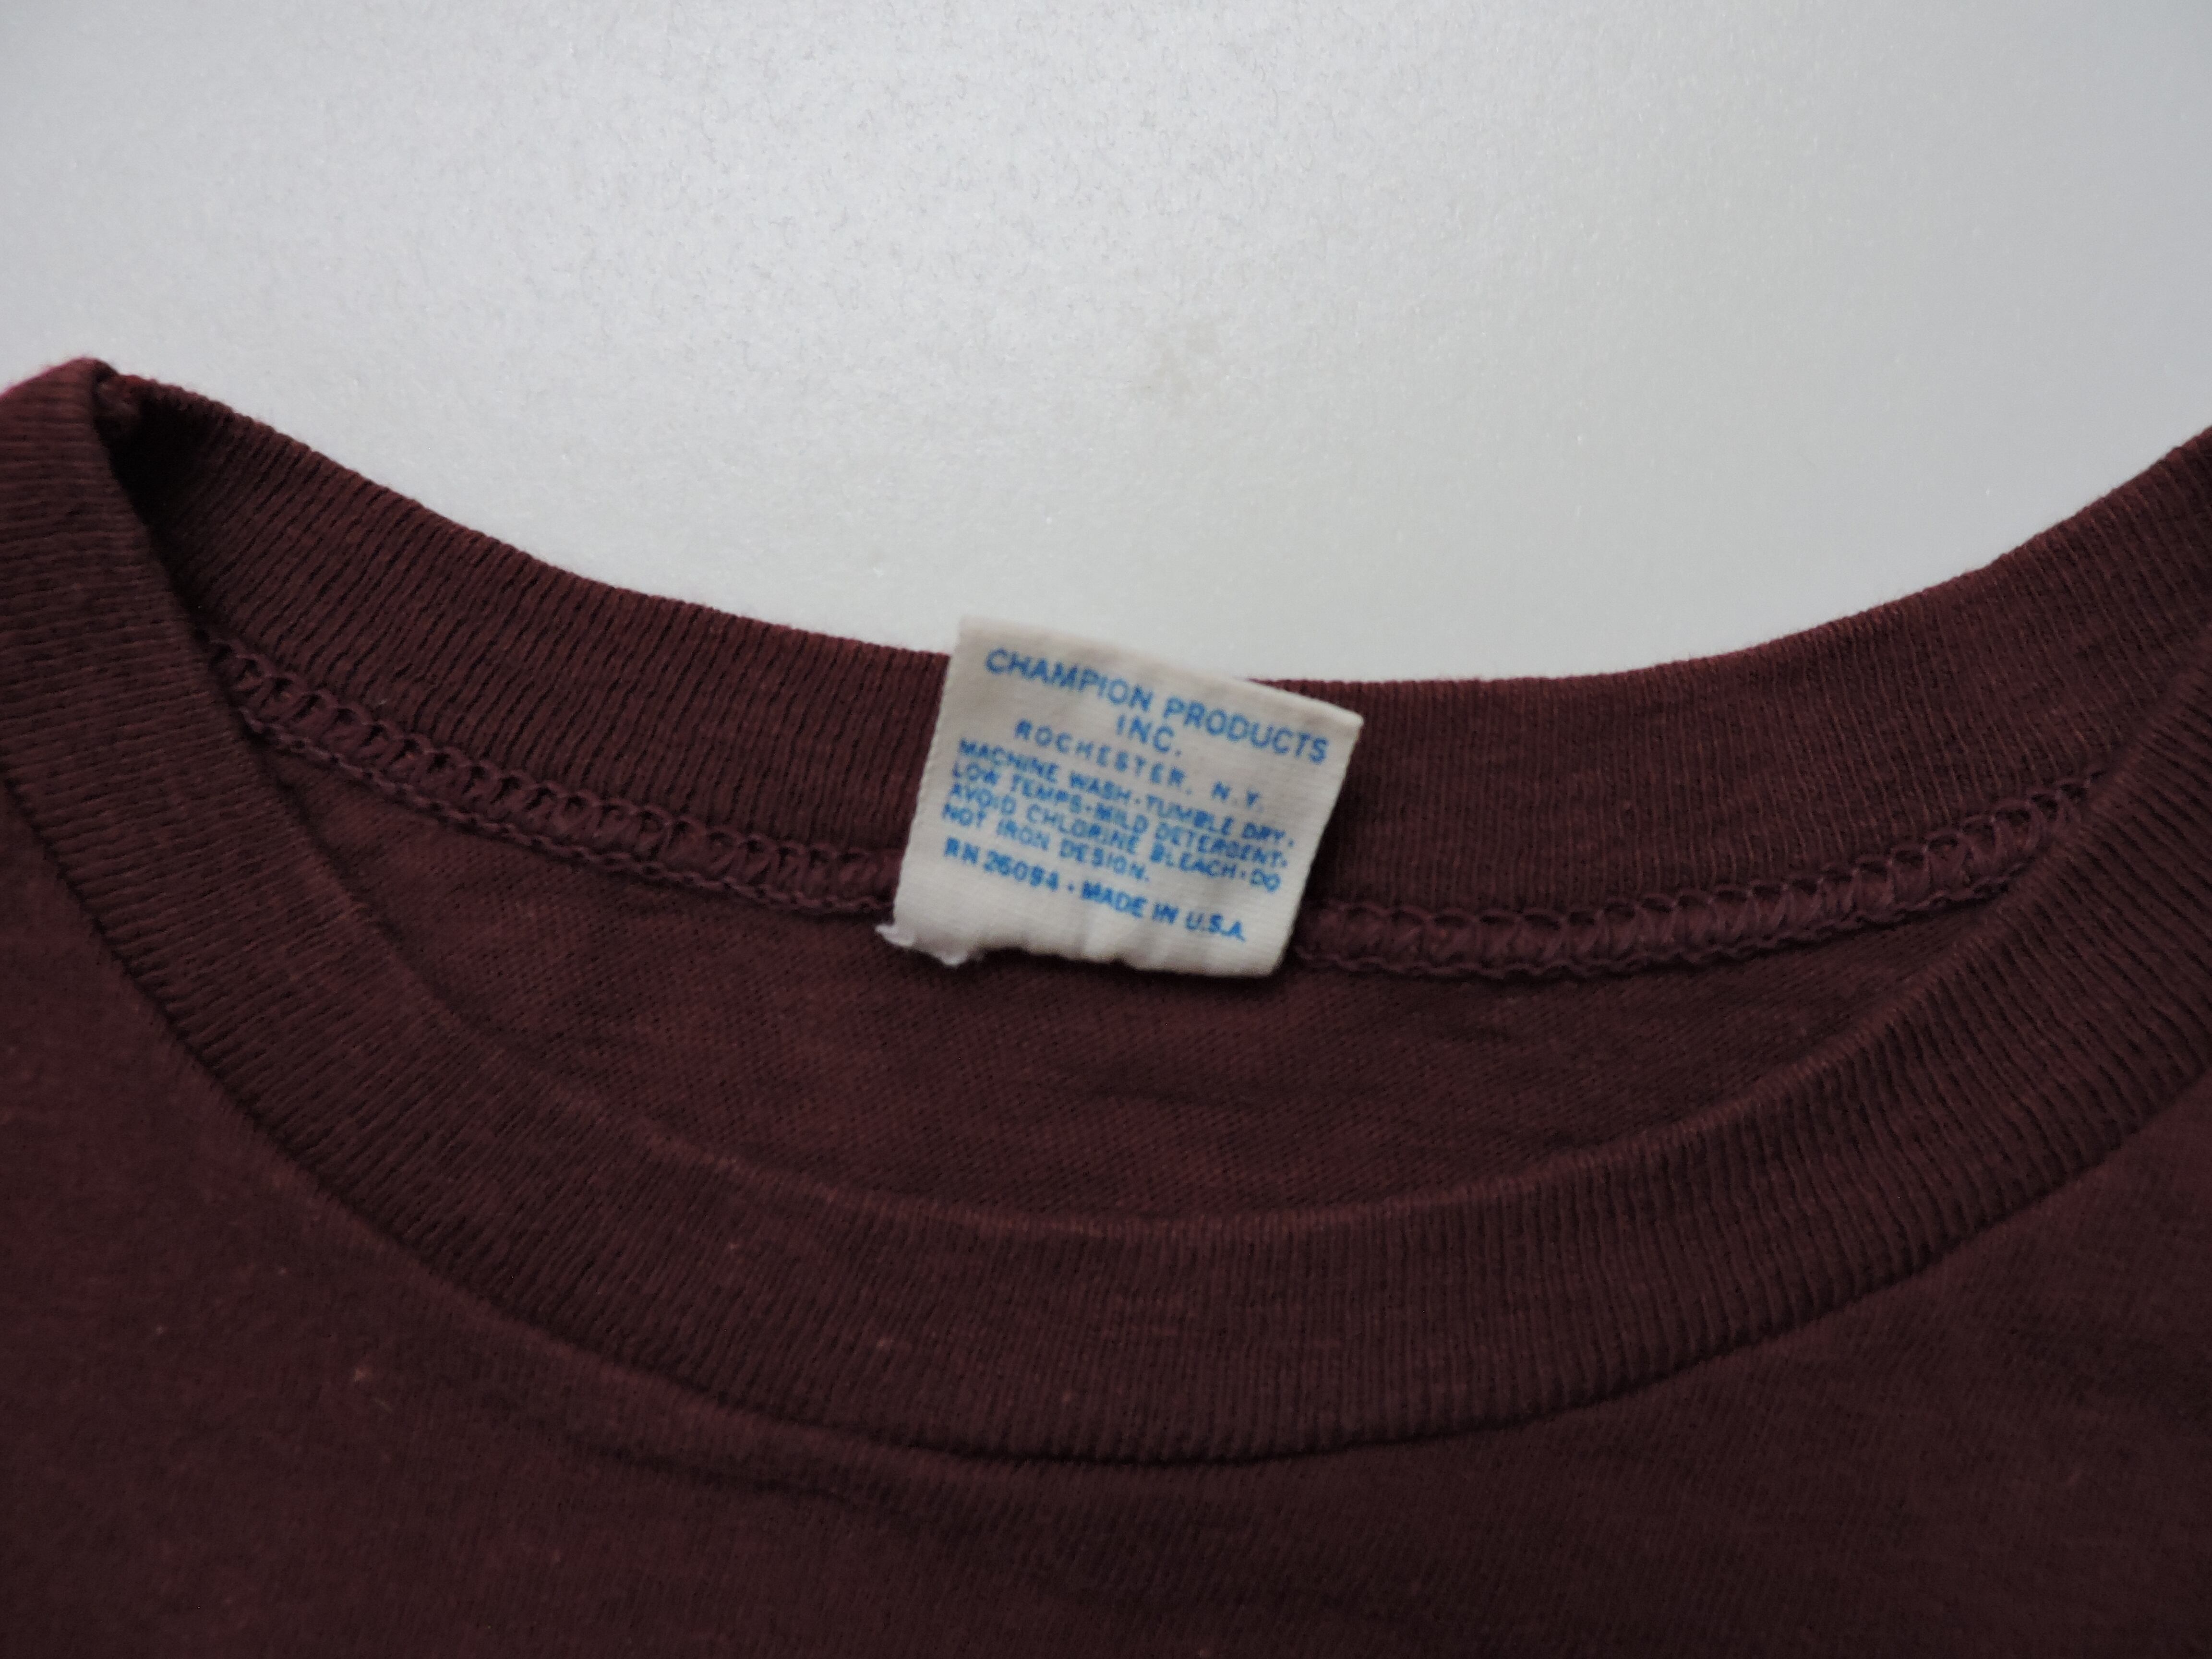 CHAMPION PRODUCTS
INC.
ROCHESTER, N.Y.
MACHINE WASH·TUMBLE DRY·
LOW TEMPS·MILD DETERGENT·
AVOID CHLORINE BLEACH·DO
NOT IRON DESIGN.
RN 26094·MADE IN U.S.A.